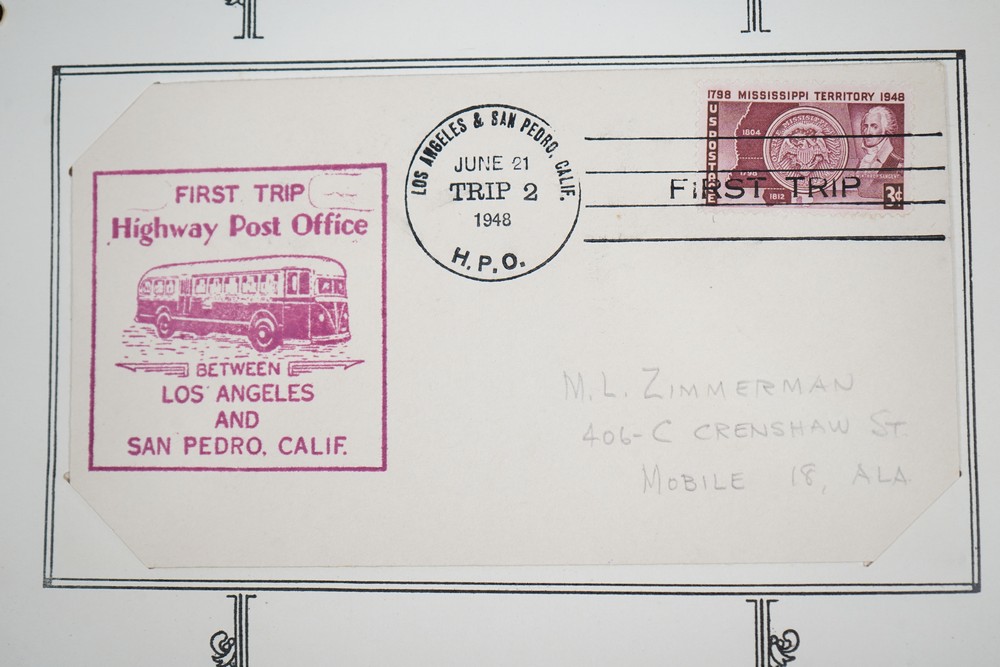 FIRST TRIP
Highway Post Office
BETWEEN
LOS ANGELES
AND
SAN PEDRO, CALIF.
LOS ANGELES & SAN PEDRO, CALIF.
JUNE 21
TRIP 2
1948
H.P.O.
1798 MISSISSIPPI TERRITORY 1948
US POSTAGE
1804
1798
1812
3¢
FIRST TRIP
M. L. ZIMMERMAN
406-C CRENSHAW ST.
MOBILE 18, ALA